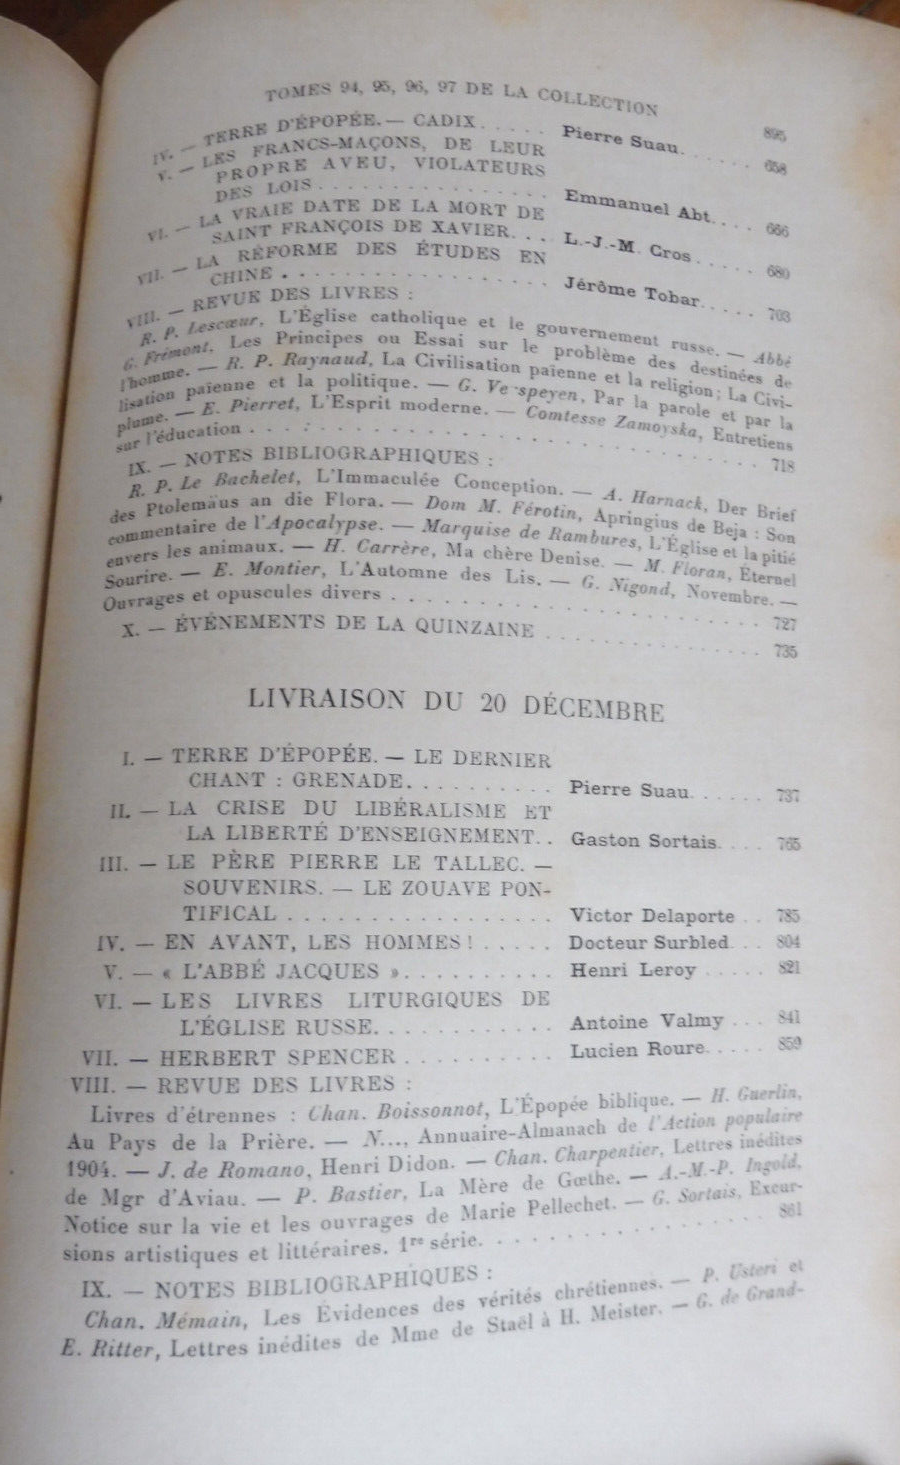 TOMES 94, 95, 96, 97 DE LA COLLECTION 895
IV. — TERRE D'ÉPOPÉE. — CADIX ..... Pierre Suau ...... 658
V. — LES FRANCS-MAÇONS, DE LEUR
PROPRE AVEU, VIOLATEURS
DES LOIS ................ Emmanuel Abt .... 666
VI. — LA VRAIE DATE DE LA MORT DE
SAINT FRANÇOIS DE XAVIER. ... L.-J.-M. Cros ..... 680
VII. — LA RÉFORME DES ÉTUDES EN
CHINE ................ Jérôme Tobar ..... 703
VIII. — REVUE DES LIVRES :
R. P. Lescœur, L'Église catholique et le gouvernement russe. — Abbé
G. Frémont, Les Principes ou Essai sur le problème des destinées de
l'homme. — R. P. Raynaud, La Civilisation païenne et la religion; La Civi-
lisation païenne et la politique. — G. Ve speyen, Par la parole et par la
plume. — E. Pierret, L'Esprit moderne. — Comtesse Zamoyska, Entretiens
sur l'éducation ........................ 718
IX. — NOTES BIBLIOGRAPHIQUES :
R. P. Le Bachelet, L'Immaculée Conception. — A. Harnack, Der Brief
des Ptolemäus an die Flora. — Dom M. Férotin, Apringius de Beja : Son
commentaire de l'Apocalypse. — Marquise de Rambures, L'Église et la pitié
envers les animaux. — H. Carrère, Ma chère Denise. — M. Floran, Éternel
Sourire. — E. Montier, L'Automne des Lis. — G. Nigond, Novembre. —
Ouvrages et opuscules divers .................... 727
X. — ÉVÉNEMENTS DE LA QUINZAINE ............ 735
LIVRAISON DU 20 DÉCEMBRE
I. — TERRE D'ÉPOPÉE. — LE DERNIER
CHANT : GRENADE. ......... Pierre Suau ...... 737
II. — LA CRISE DU LIBÉRALISME ET
LA LIBERTÉ D'ENSEIGNEMENT. . Gaston Sortais .... 765
III. — LE PÈRE PIERRE LE TALLEC. —
SOUVENIRS. — LE ZOUAVE PON-
TIFICAL ................. Victor Delaporte .. 785
IV. — EN AVANT, LES HOMMES ! ..... Docteur Surbled ... 804
V. — « L'ABBÉ JACQUES ». ......... Henri Leroy ..... 821
VI. — LES LIVRES LITURGIQUES DE
L'ÉGLISE RUSSE. ........... Antoine Valmy ... 841
VII. — HERBERT SPENCER .......... Lucien Roure ..... 859
VIII. — REVUE DES LIVRES :
Livres d'étrennes : Chan. Boissonnot, L'Épopée biblique. — H. Guerlin,
Au Pays de la Prière. — N..., Annuaire-Almanach de l'Action populaire
1904. — J. de Romano, Henri Didon. — Chan. Charpentier, Lettres inédites
de Mgr d'Aviau. — P. Bastier, La Mère de Gœthe. — A.-M.-P. Ingold,
Notice sur la vie et les ouvrages de Marie Pellechet. — G. Sortais, Excur-
sions artistiques et littéraires. 1re série. ................. 861
IX. — NOTES BIBLIOGRAPHIQUES :
Chan. Mémain, Les Évidences des vérités chrétiennes. — P. Usteri et
E. Ritter, Lettres inédites de Mme de Staël à H. Meister. — G. de Grand-